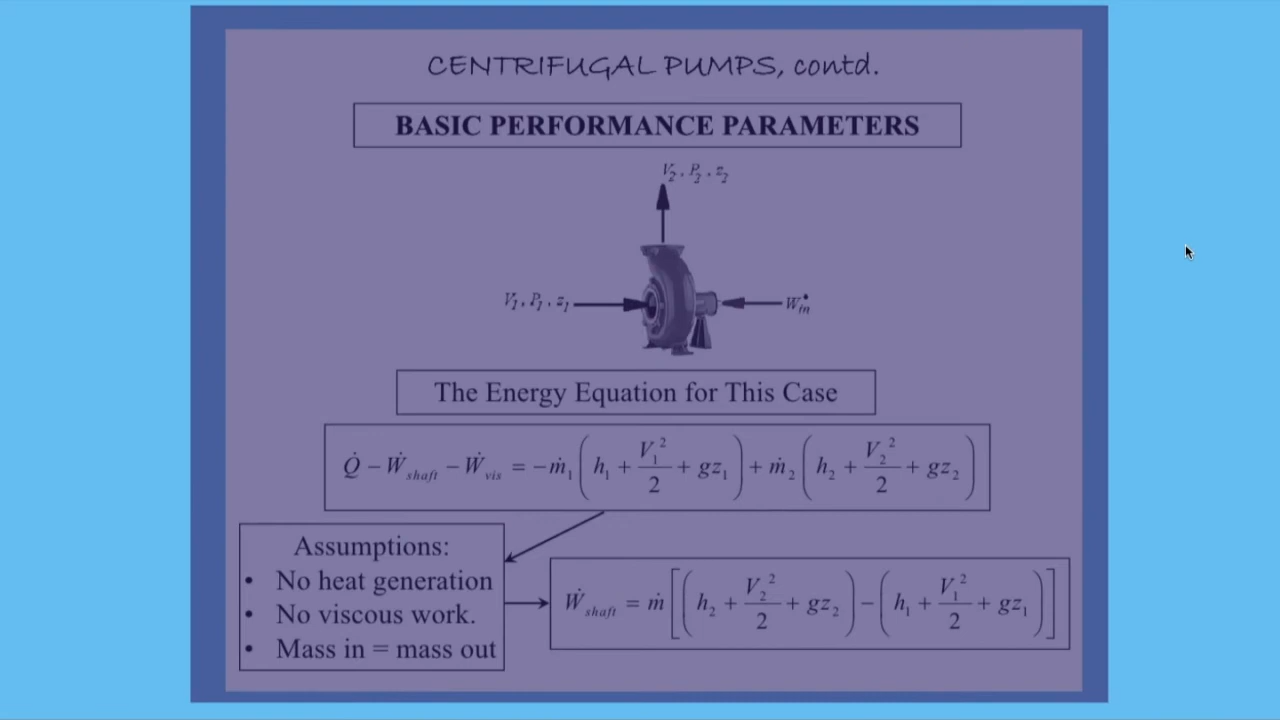 CENTRIFUGAL PUMPS, contd.
BASIC PERFORMANCE PARAMETERS
V₂, P₂, z₂
V₁, P₁, z₁
Ẇin
The Energy Equation for This Case
Q̇ − Ẇshaft − Ẇvis = −ṁ₁(h₁ + V₁²/2 + gz₁) + ṁ₂(h₂ + V₂²/2 + gz₂)
Assumptions:
• No heat generation
• No viscous work.
• Mass in = mass out
Ẇshaft = ṁ[(h₂ + V₂²/2 + gz₂) − (h₁ + V₁²/2 + gz₁)]